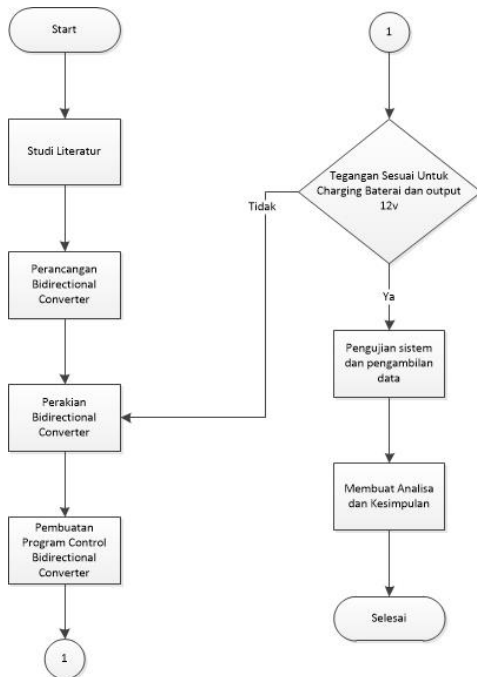 Start
Studi Literatur
Perancangan
Bidirectional
Converter
Perakian
Bidirectional
Converter
Pembuatan
Program Control
Bidirectional
Converter
1
1
Tegangan Sesuai Untuk
Charging Baterai dan output
12v
Tidak
Ya
Pengujian sistem
dan pengambilan
data
Membuat Analisa
dan Kesimpulan
Selesai